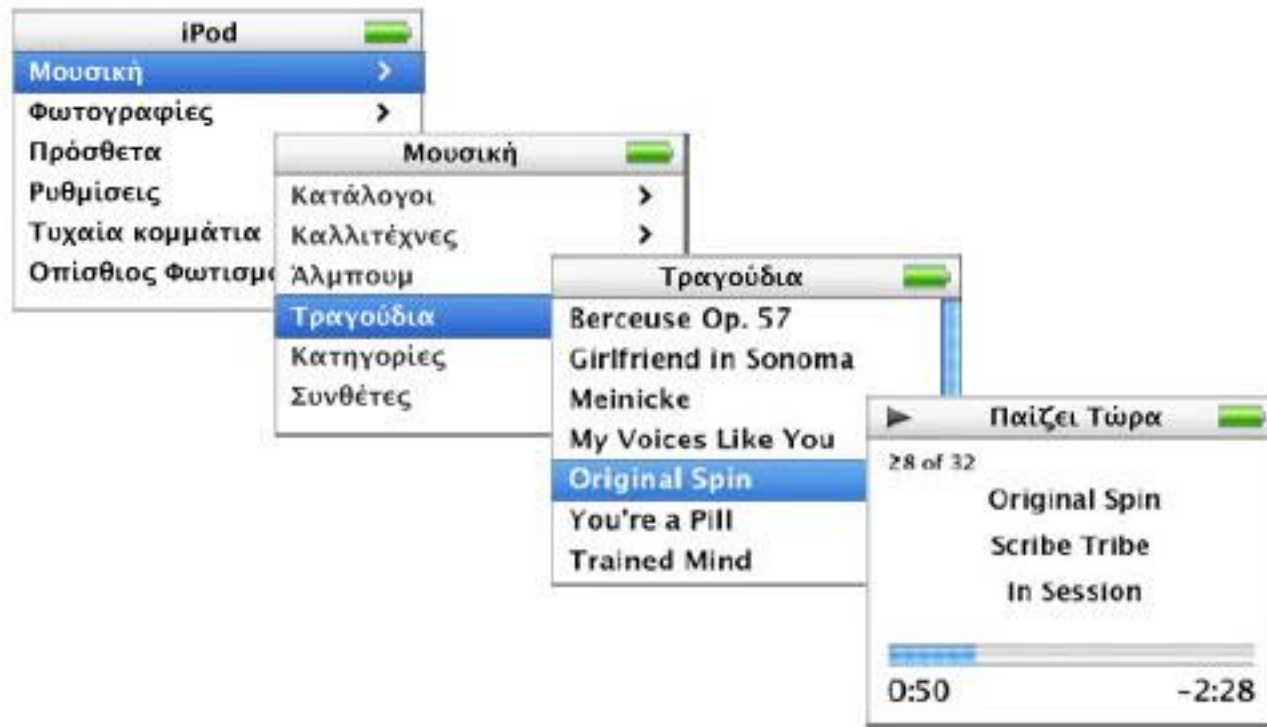 iPod
Μουσική
Φωτογραφίες
Πρόσθετα
Ρυθμίσεις
Τυχαία κομμάτια
Οπίσθιος Φωτισμ
Μουσική
Κατάλογοι
Καλλιτέχνες
Άλμπουμ
Τραγούδια
Κατηγορίες
Συνθέτες
Τραγούδια
Berceuse Op. 57
Girlfriend in Sonoma
Meinicke
My Voices Like You
Original Spin
You're a Pill
Trained Mind
Παίζει Τώρα
28 of 32
Original Spin
Scribe Tribe
In Session
0:50 -2:28